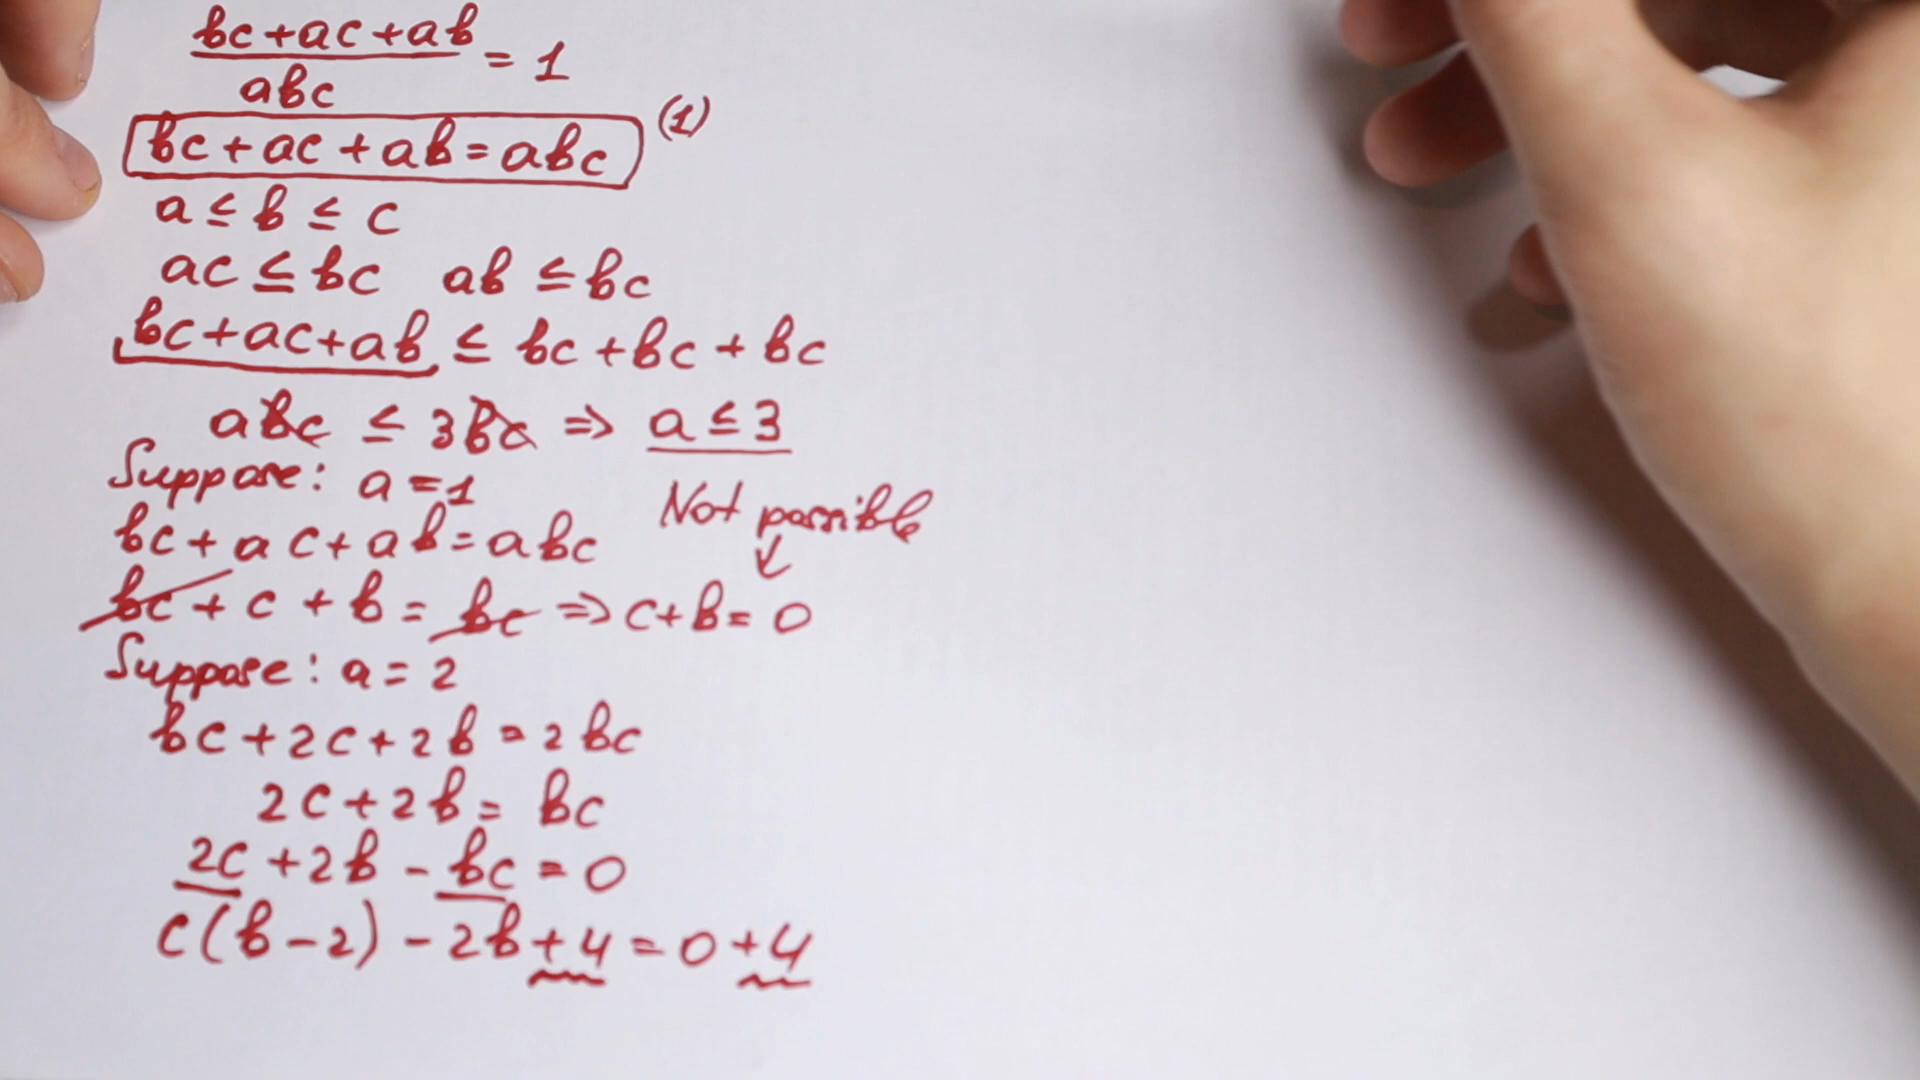 bc+ac+ab
abc = 1
bc+ac+ab=abc (1)
a≤b≤c
ac≤bc ab≤bc
bc+ac+ab≤bc+bc+bc
abc≤3bc⇒a≤3
Suppose: a=1
Not possible
bc+ac+ab=abc
bc+c+b=bc⇒c+b=0
Suppose: a=2
bc+2c+2b=2bc
2c+2b=bc
2c+2b-bc=0
c(b-2)-2b+4=0+4